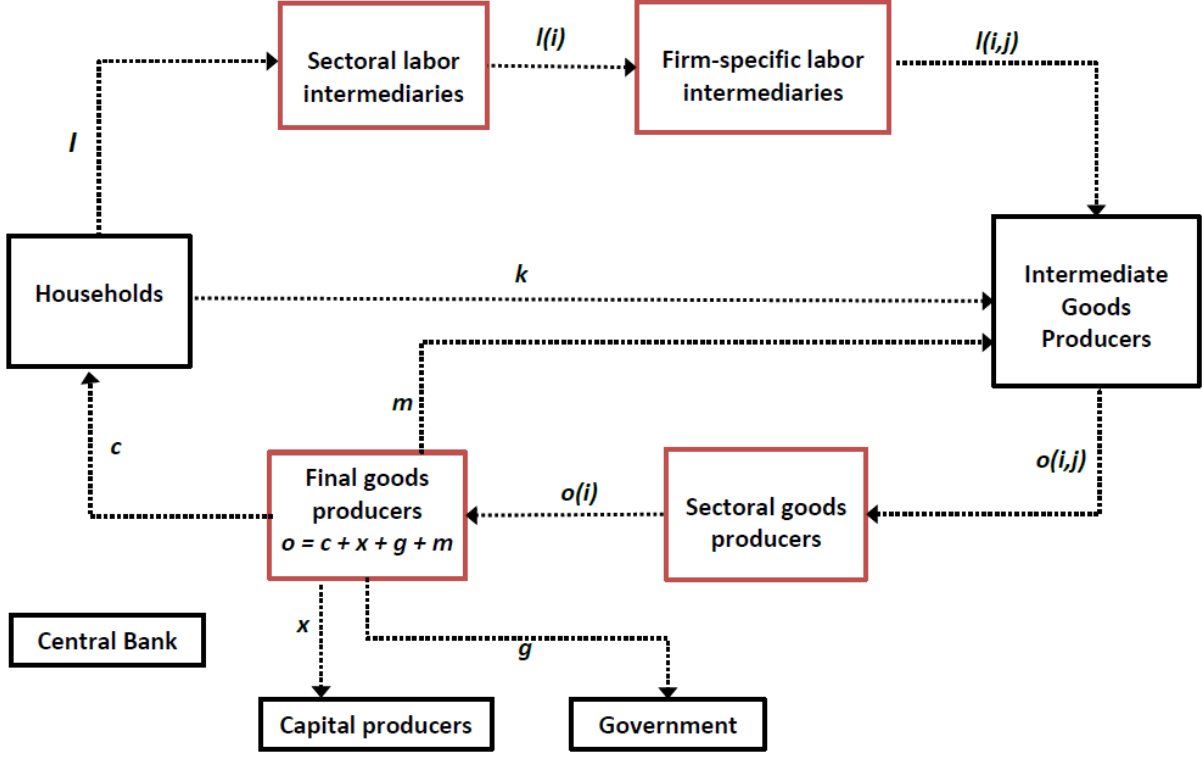 l(i)
l(i,j)
Sectoral labor
intermediaries
Firm-specific labor
intermediaries
l
Households
k
Intermediate
Goods
Producers
m
c
o(i,j)
Final goods
producers
o = c + x + g + m
o(i)
Sectoral goods
producers
Central Bank
x
g
Capital producers
Government